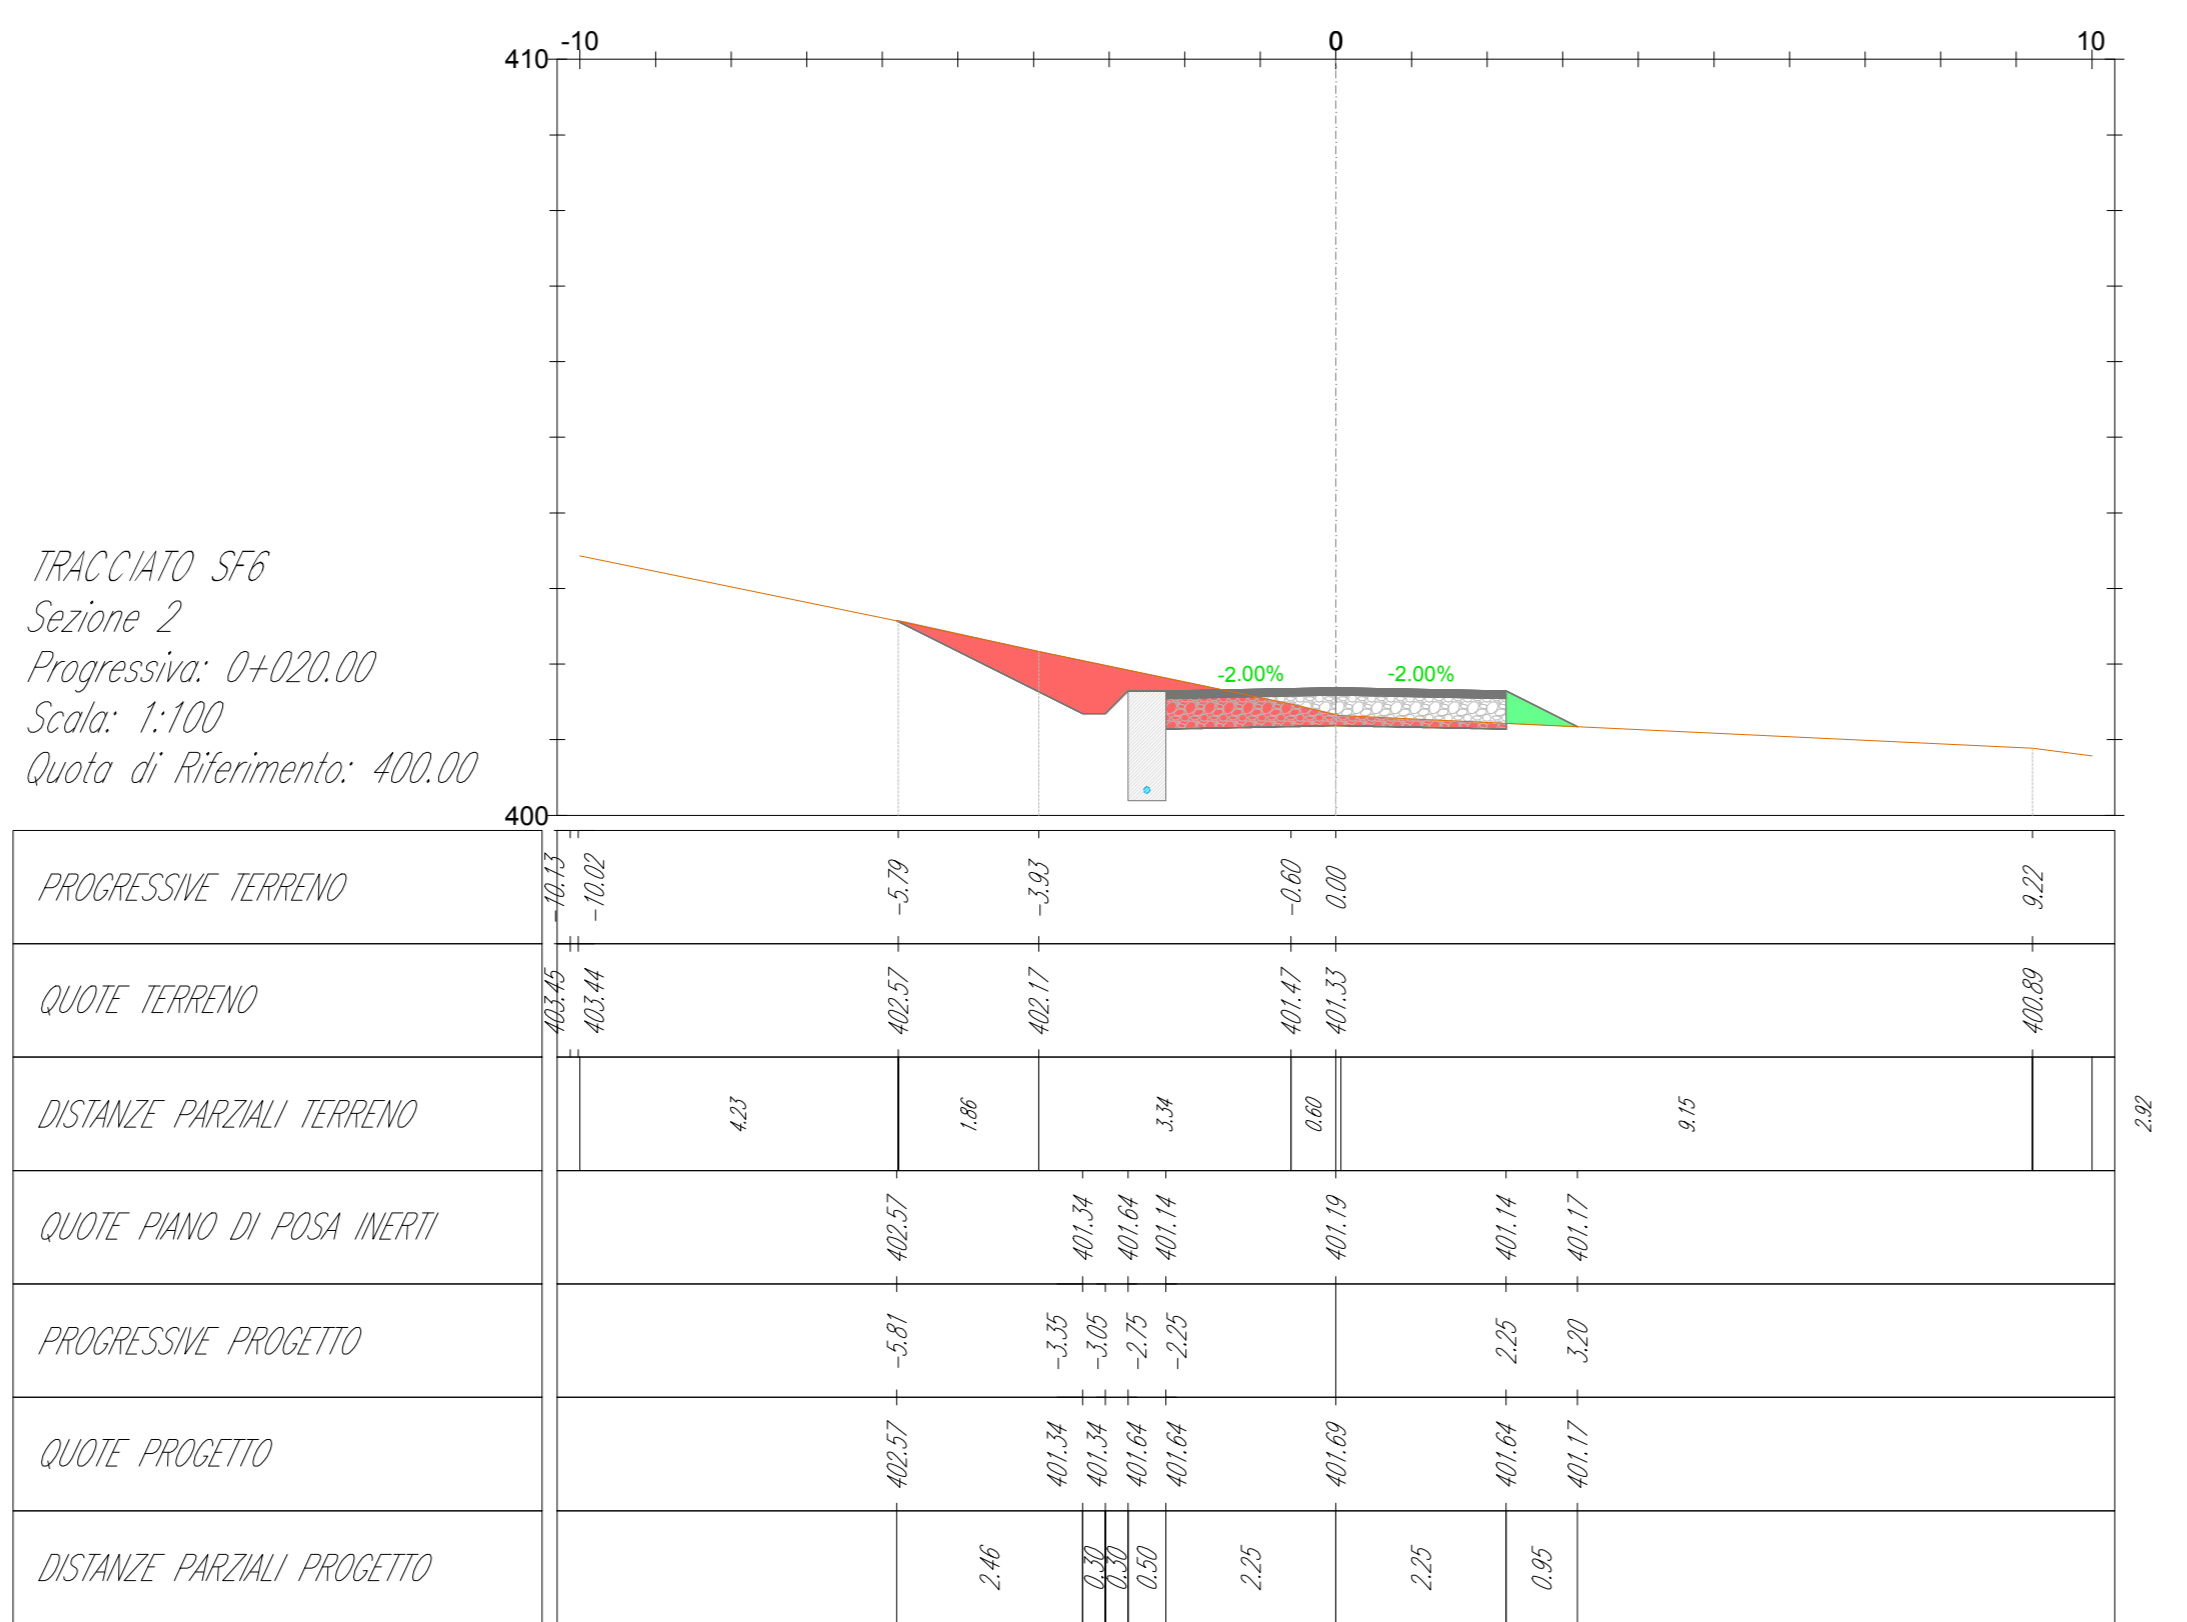 -10 0 10
410
-2.00% -2.00%
TRACCIATO SF6
Sezione 2
Progressiva: 0+020.00
Scala: 1:100
Quota di Riferimento: 400.00
400
PROGRESSIVE TERRENO -10.13 -10.02 -5.79 -3.93 -0.60 0.00 9.22
QUOTE TERRENO 403.45 403.44 402.57 402.17 401.47 401.33 400.89
DISTANZE PARZIALI TERRENO 4.23 1.86 3.34 0.60 9.15 2.92
QUOTE PIANO DI POSA INERTI 402.57 401.34 401.64 401.14 401.19 401.14 401.17
PROGRESSIVE PROGETTO -5.81 -3.35 -3.05 -2.75 -2.25 2.25 3.20
QUOTE PROGETTO 402.57 401.34 401.34 401.64 401.64 401.69 401.64 401.17
DISTANZE PARZIALI PROGETTO 2.46 0.30 0.30 0.50 2.25 2.25 0.95